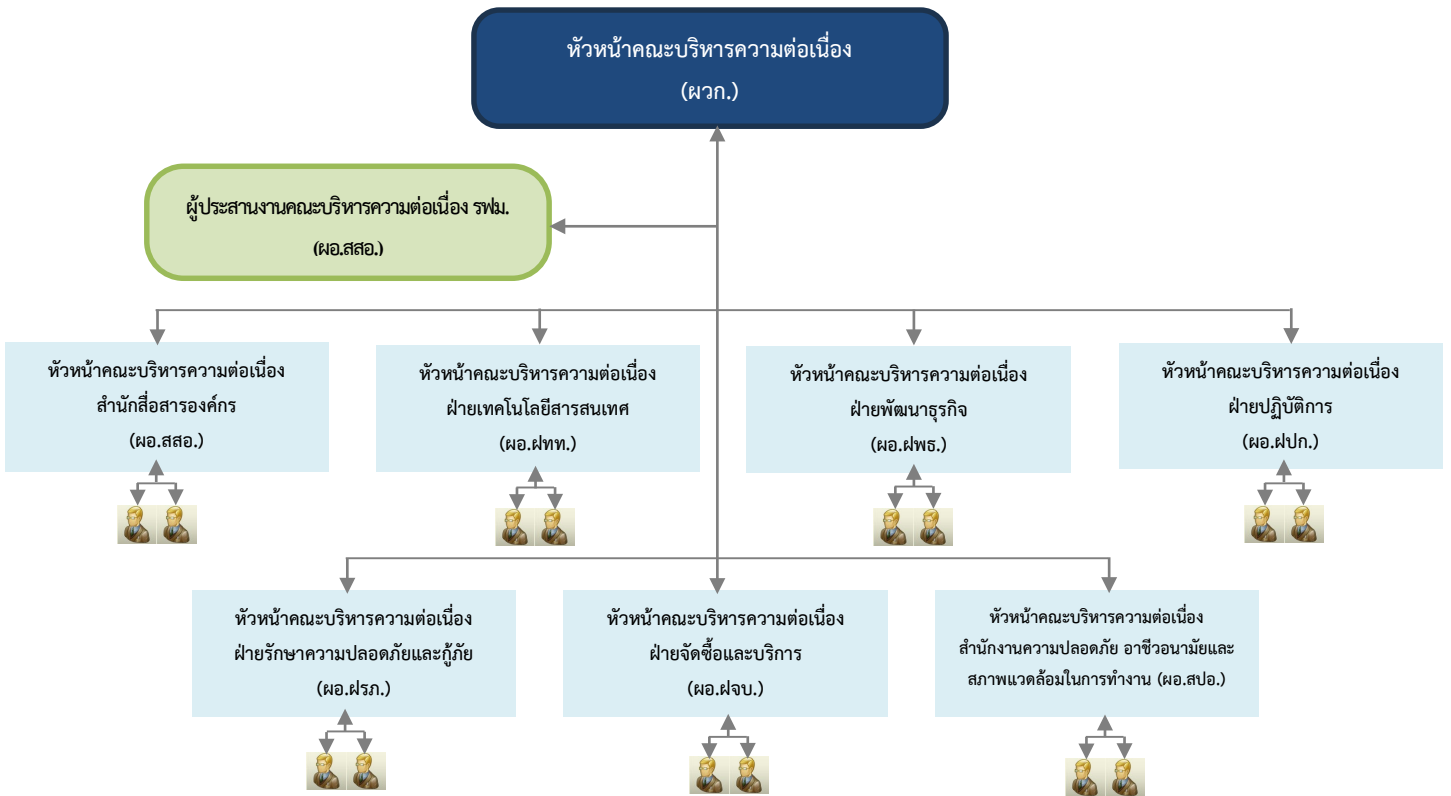 หัวหน้าคณะบริหารความต่อเนื่อง
(ผวก.)
ผู้ประสานงานคณะบริหารความต่อเนื่อง รฟม.
(ผอ.สสอ.)
หัวหน้าคณะบริหารความต่อเนื่อง
สำนักสื่อสารองค์กร
(ผอ.สสอ.)
หัวหน้าคณะบริหารความต่อเนื่อง
ฝ่ายเทคโนโลยีสารสนเทศ
(ผอ.ฝทท.)
หัวหน้าคณะบริหารความต่อเนื่อง
ฝ่ายพัฒนาธุรกิจ
(ผอ.ฝพธ.)
หัวหน้าคณะบริหารความต่อเนื่อง
ฝ่ายปฏิบัติการ
(ผอ.ฝปก.)
หัวหน้าคณะบริหารความต่อเนื่อง
ฝ่ายรักษาความปลอดภัยและกู้ภัย
(ผอ.ฝรภ.)
หัวหน้าคณะบริหารความต่อเนื่อง
ฝ่ายจัดซื้อและบริการ
(ผอ.ฝจบ.)
หัวหน้าคณะบริหารความต่อเนื่อง
สำนักงานความปลอดภัย อาชีวอนามัยและ
สภาพแวดล้อมในการทำงาน (ผอ.สปอ.)